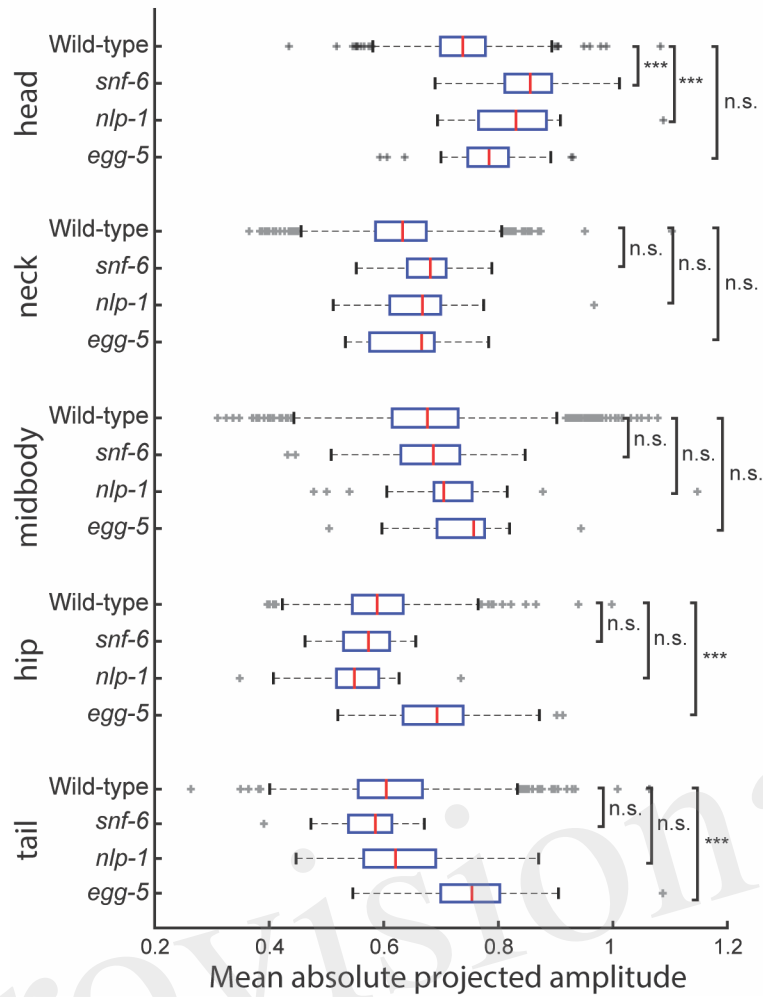 head
Wild-type
snf-6
nlp-1
egg-5
***
***
n.s.
neck
Wild-type
snf-6
nlp-1
egg-5
n.s.
n.s.
n.s.
midbody
Wild-type
snf-6
nlp-1
egg-5
n.s.
n.s.
n.s.
hip
Wild-type
snf-6
nlp-1
egg-5
n.s.
n.s.
***
tail
Wild-type
snf-6
nlp-1
egg-5
n.s.
n.s.
***
0.2 0.4 0.6 0.8 1 1.2
Mean absolute projected amplitude